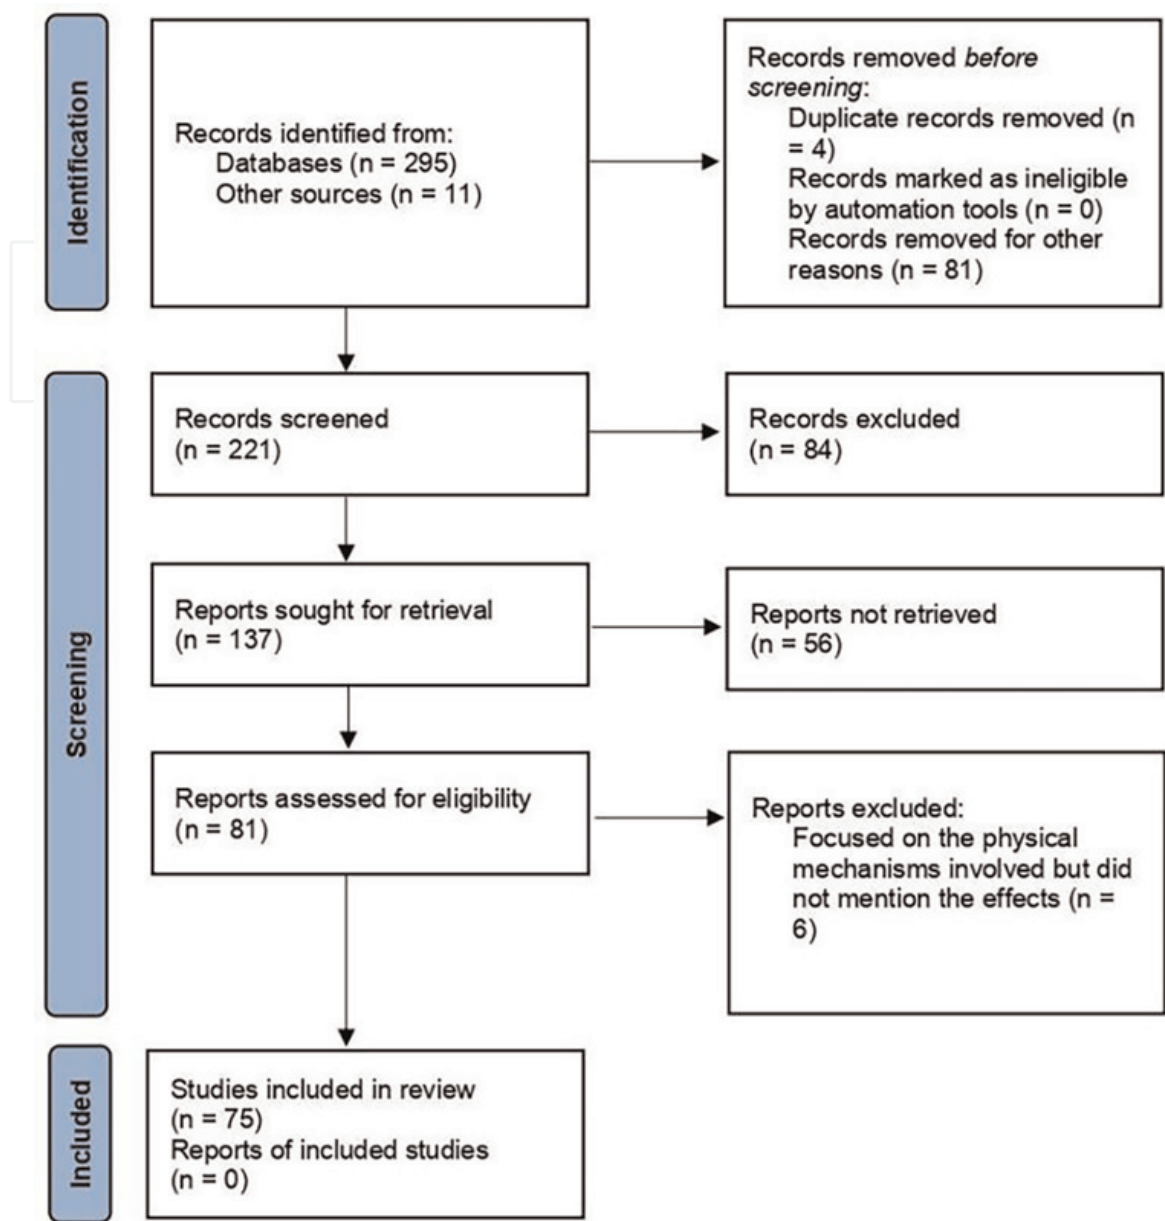 Identification
Records identified from:
Databases (n = 295)
Other sources (n = 11)
Records removed before
screening:
Duplicate records removed (n
= 4)
Records marked as ineligible
by automation tools (n = 0)
Records removed for other
reasons (n = 81)
Screening
Records screened
(n = 221)
Records excluded
(n = 84)
Reports sought for retrieval
(n = 137)
Reports not retrieved
(n = 56)
Reports assessed for eligibility
(n = 81)
Reports excluded:
Focused on the physical
mechanisms involved but did
not mention the effects (n =
6)
Included
Studies included in review
(n = 75)
Reports of included studies
(n = 0)